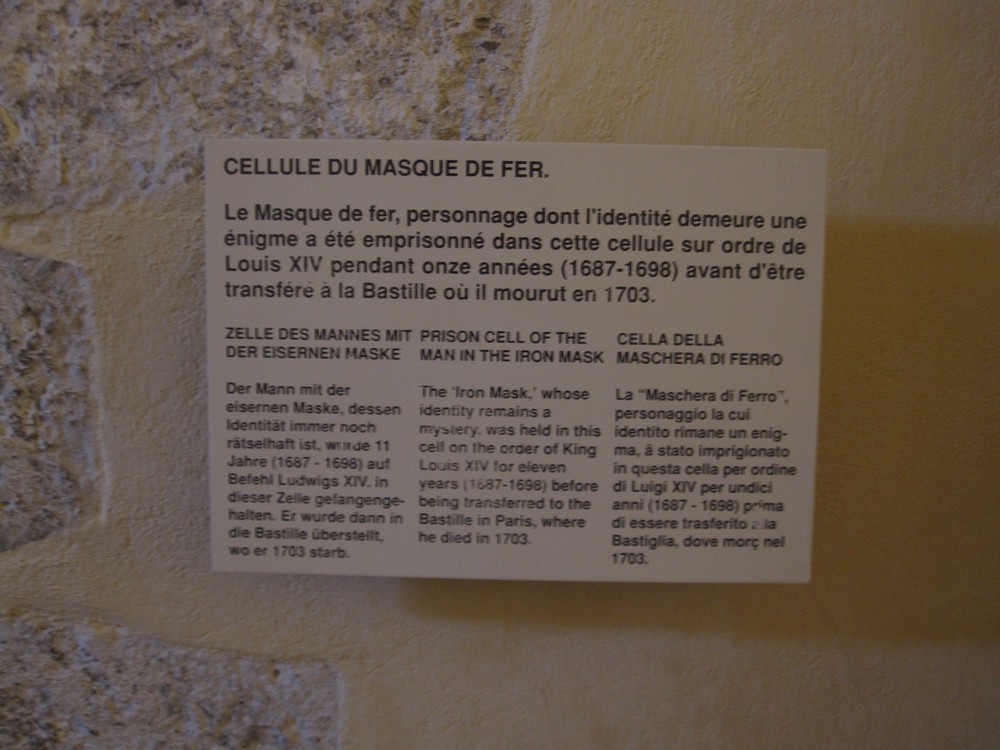 CELLULE DU MASQUE DE FER.
Le Masque de fer, personnage dont l'identité demeure une
énigme a été emprisonné dans cette cellule sur ordre de
Louis XIV pendant onze années (1687-1698) avant d'être
transféré à la Bastille où il mourut en 1703.
ZELLE DES MANNES MIT
DER EISERNEN MASKE
Der Mann mit der
eisernen Maske, dessen
Identität immer noch
rätselhaft ist, wurde 11
Jahre (1687 - 1698) auf
Befehl Ludwigs XIV. in
dieser Zelle gefangenge-
halten. Er wurde dann in
die Bastille überstellt,
wo er 1703 starb.
PRISON CELL OF THE
MAN IN THE IRON MASK
The 'Iron Mask,' whose
identity remains a
mystery, was held in this
cell on the order of King
Louis XIV for eleven
years (1687-1698) before
being transferred to the
Bastille in Paris, where
he died in 1703.
CELLA DELLA
MASCHERA DI FERRO
La "Maschera di Ferro",
personaggio la cui
identito rimane un enig-
ma, ä stato imprigionato
in questa cella per ordine
di Luigi XIV per undici
anni (1687 - 1698) prima
di essere trasferito alla
Bastiglia, dove morç nel
1703.